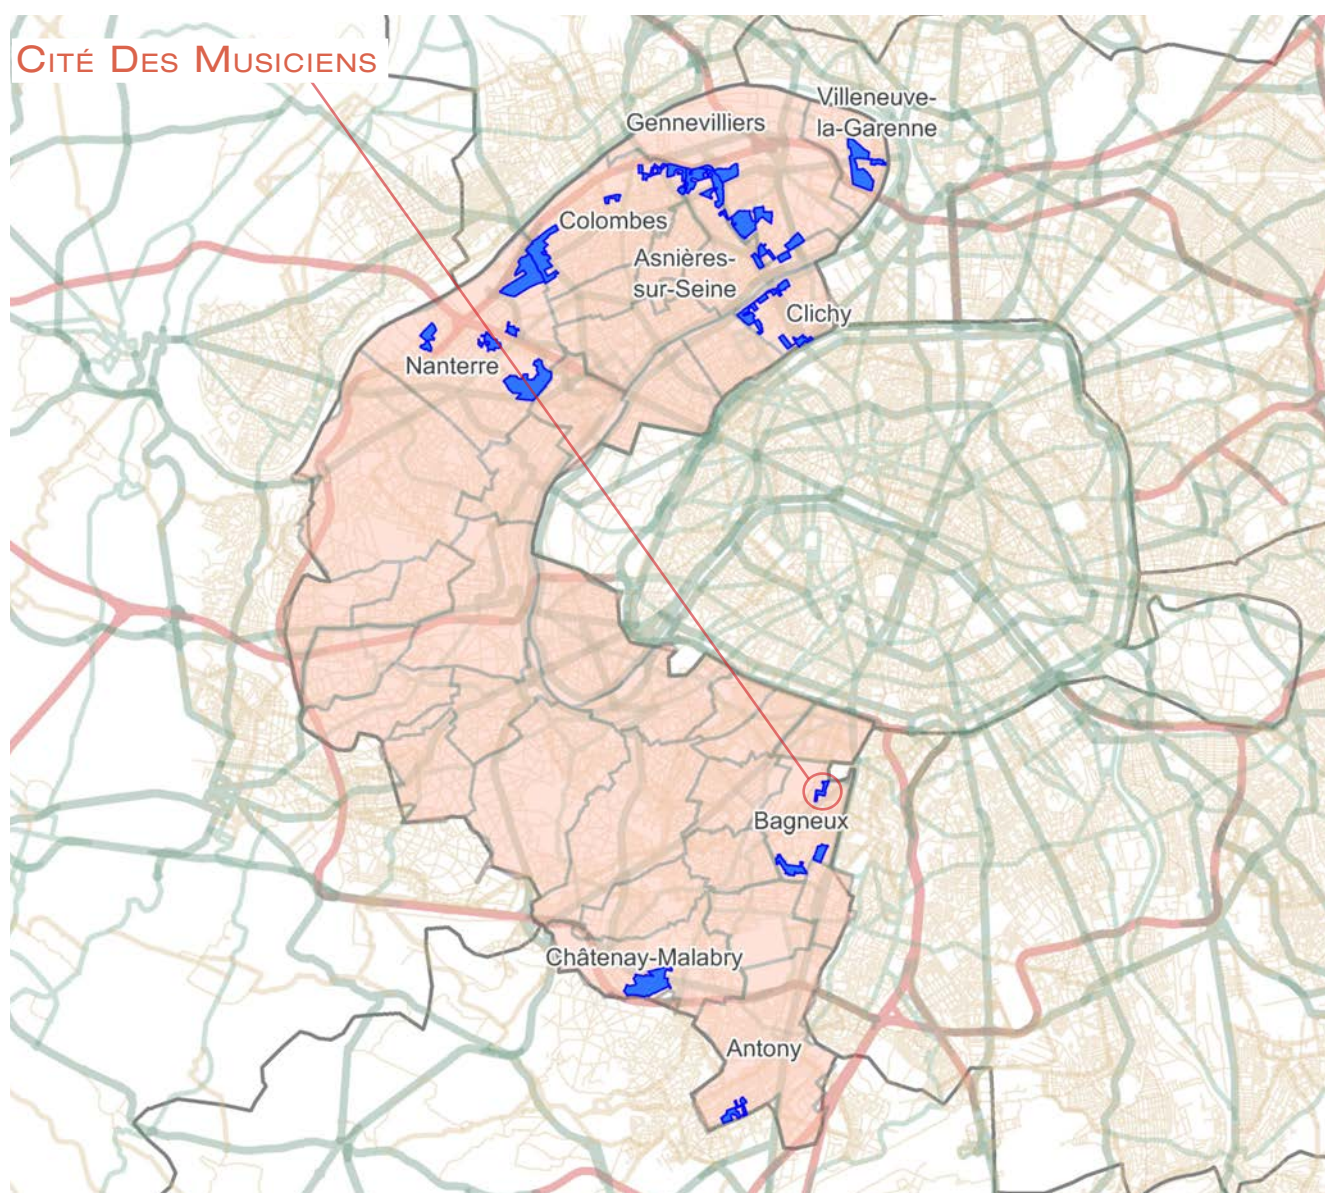 CITÉ DES MUSICIENS
Villeneuve-
la-Garenne
Gennevilliers
Colombes
Asnières-
sur-Seine
Clichy
Nanterre
Bagneux
Châtenay-Malabry
Antony